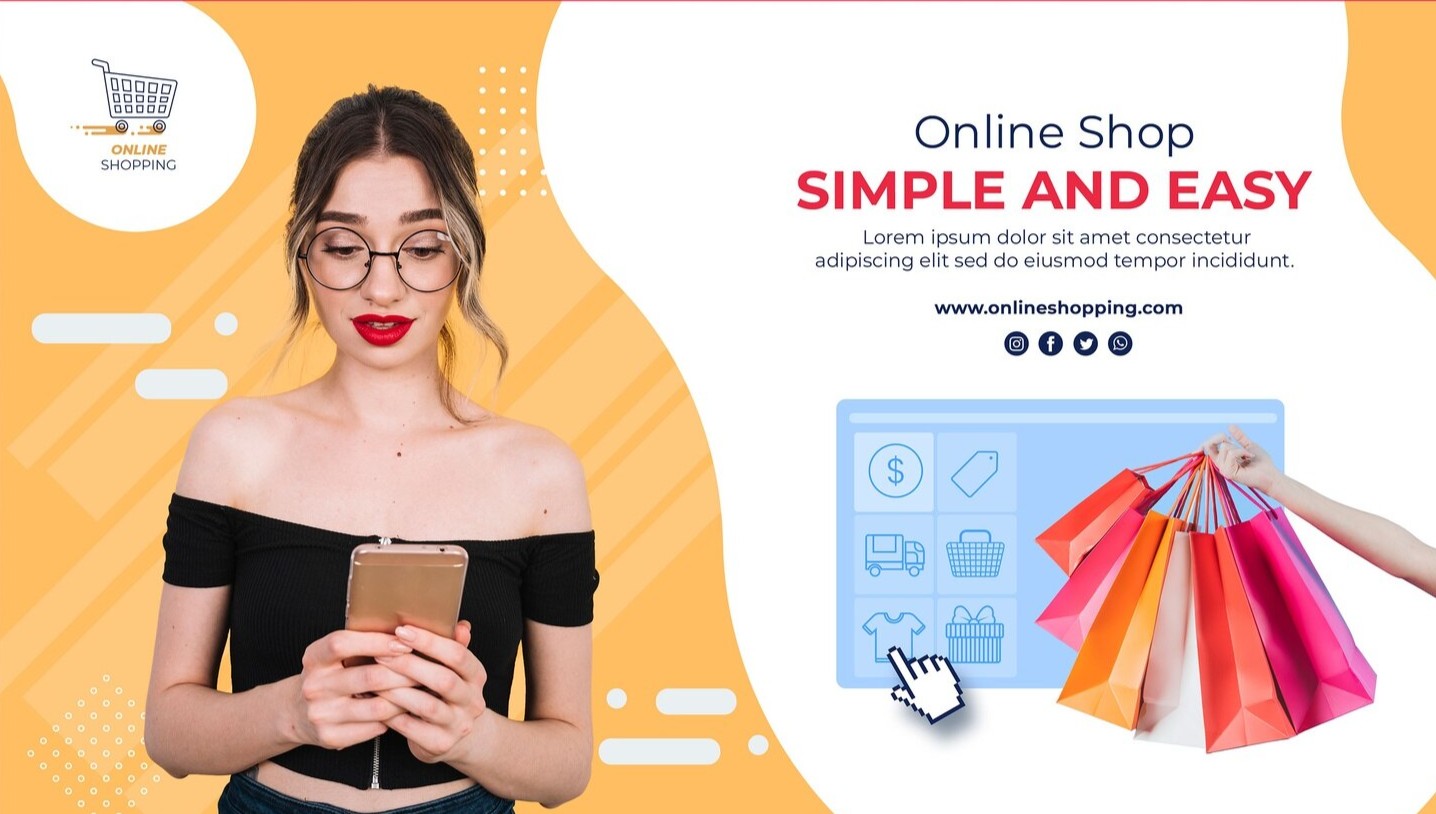 ONLINE
SHOPPING
Online Shop
SIMPLE AND EASY
Lorem ipsum dolor sit amet consectetur
adipiscing elit sed do eiusmod tempor incididunt.
www.onlineshopping.com
$